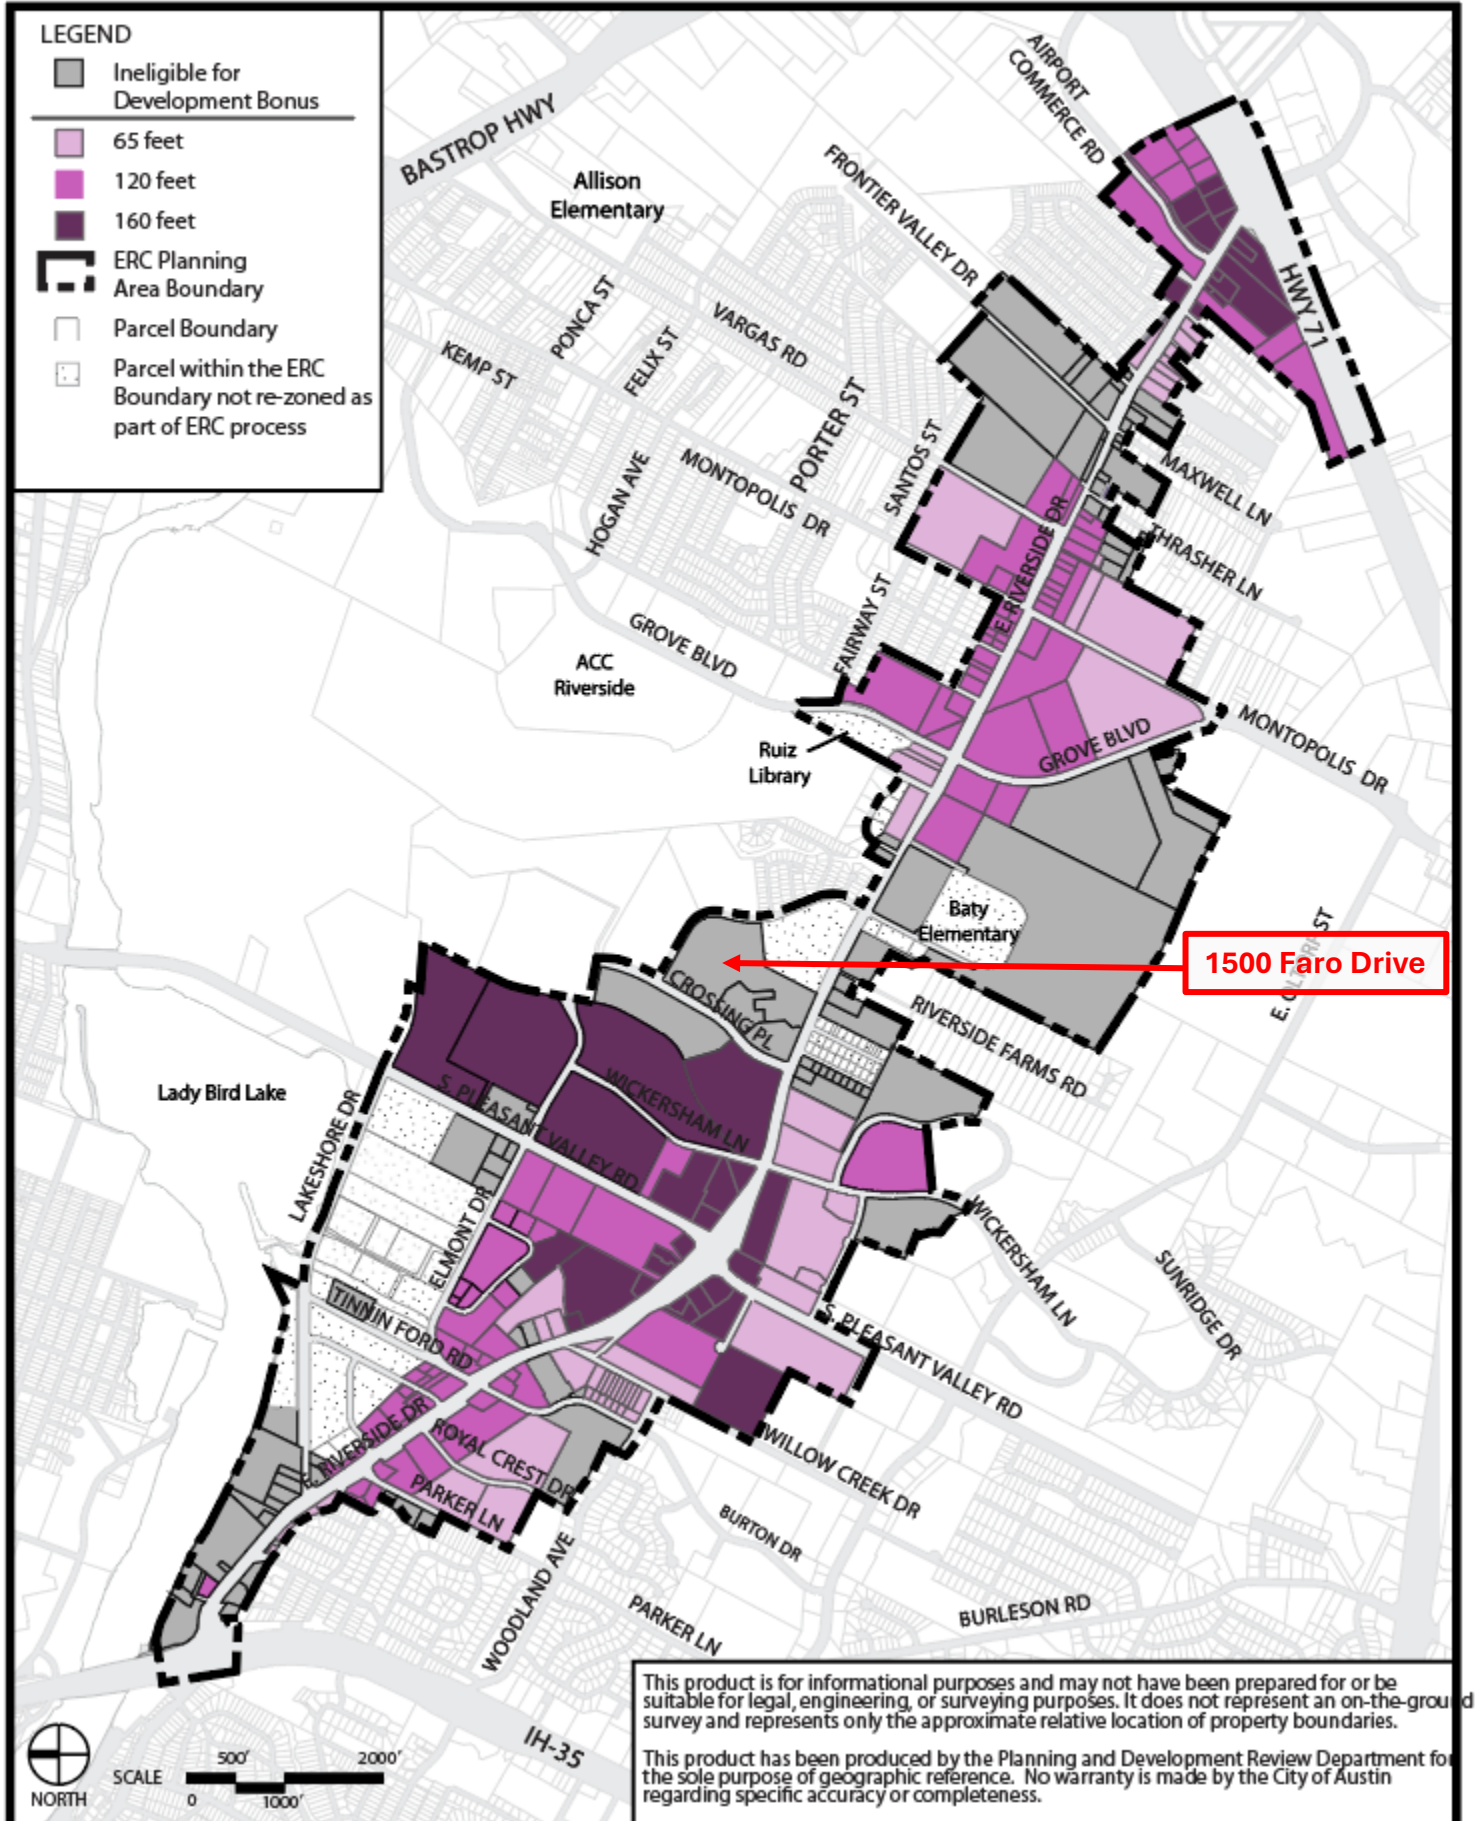 LEGEND
Ineligible for
Development Bonus
65 feet
120 feet
160 feet
ERC Planning
Area Boundary
Parcel Boundary
Parcel within the ERC
Boundary not re-zoned as
part of ERC process
AIRPORT
COMMERCE RD
BASTROP HWY
Allison
Elementary
FRONTIER VALLEY DR
HWY 71
PONCA ST
VARGAS RD
FELIX ST
KEMP ST
PORTER ST
SANTOS ST
MONTOPOLIS DR
HOGAN AVE
MAXWELL LN
THRASHER LN
E. RIVERSIDE DR
FAIRWAY ST
GROVE BLVD
ACC
Riverside
Ruiz
Library
GROVE BLVD
MONTOPOLIS DR
Baty
Elementary
1500 Faro Drive
E. OLTORF ST
CROSSING PL
RIVERSIDE FARMS RD
Lady Bird Lake
LAKESHORE DR
S. PLEASANT VALLEY RD
WICKERSHAM LN
ELMONT DR
WICKERSHAM LN
SUNRIDGE DR
TINNIN FORD RD
S. PLEASANT VALLEY RD
E. RIVERSIDE DR
ROYAL CREST DR
PARKER LN
WILLOW CREEK DR
BURTON DR
WOODLAND AVE
PARKER LN
BURLESON RD
IH-35
NORTH
SCALE
500'
2000'
0
1000'
This product is for informational purposes and may not have been prepared for or be
suitable for legal, engineering, or surveying purposes. It does not represent an on-the-ground
survey and represents only the approximate relative location of property boundaries.
This product has been produced by the Planning and Development Review Department for
the sole purpose of geographic reference. No warranty is made by the City of Austin
regarding specific accuracy or completeness.